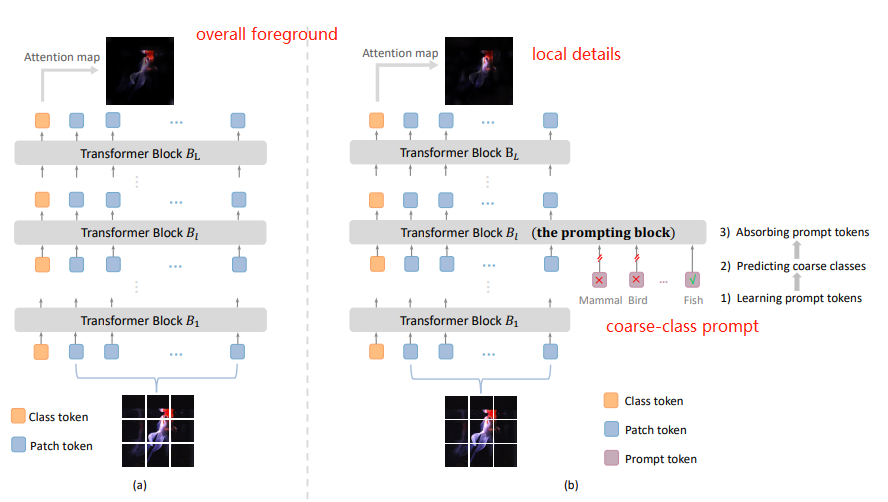 overall foreground
Attention map
...
Transformer Block B_L
...
Transformer Block B_l
...
Transformer Block B_1
...
Class token
Patch token
(a)
local details
Attention map
...
Transformer Block B_L
...
Transformer Block B_l (the prompting block)
...
Mammal Bird ... Fish
3) Absorbing prompt tokens
2) Predicting coarse classes
1) Learning prompt tokens
Transformer Block B_1
coarse-class prompt
...
Class token
Patch token
Prompt token
(b)